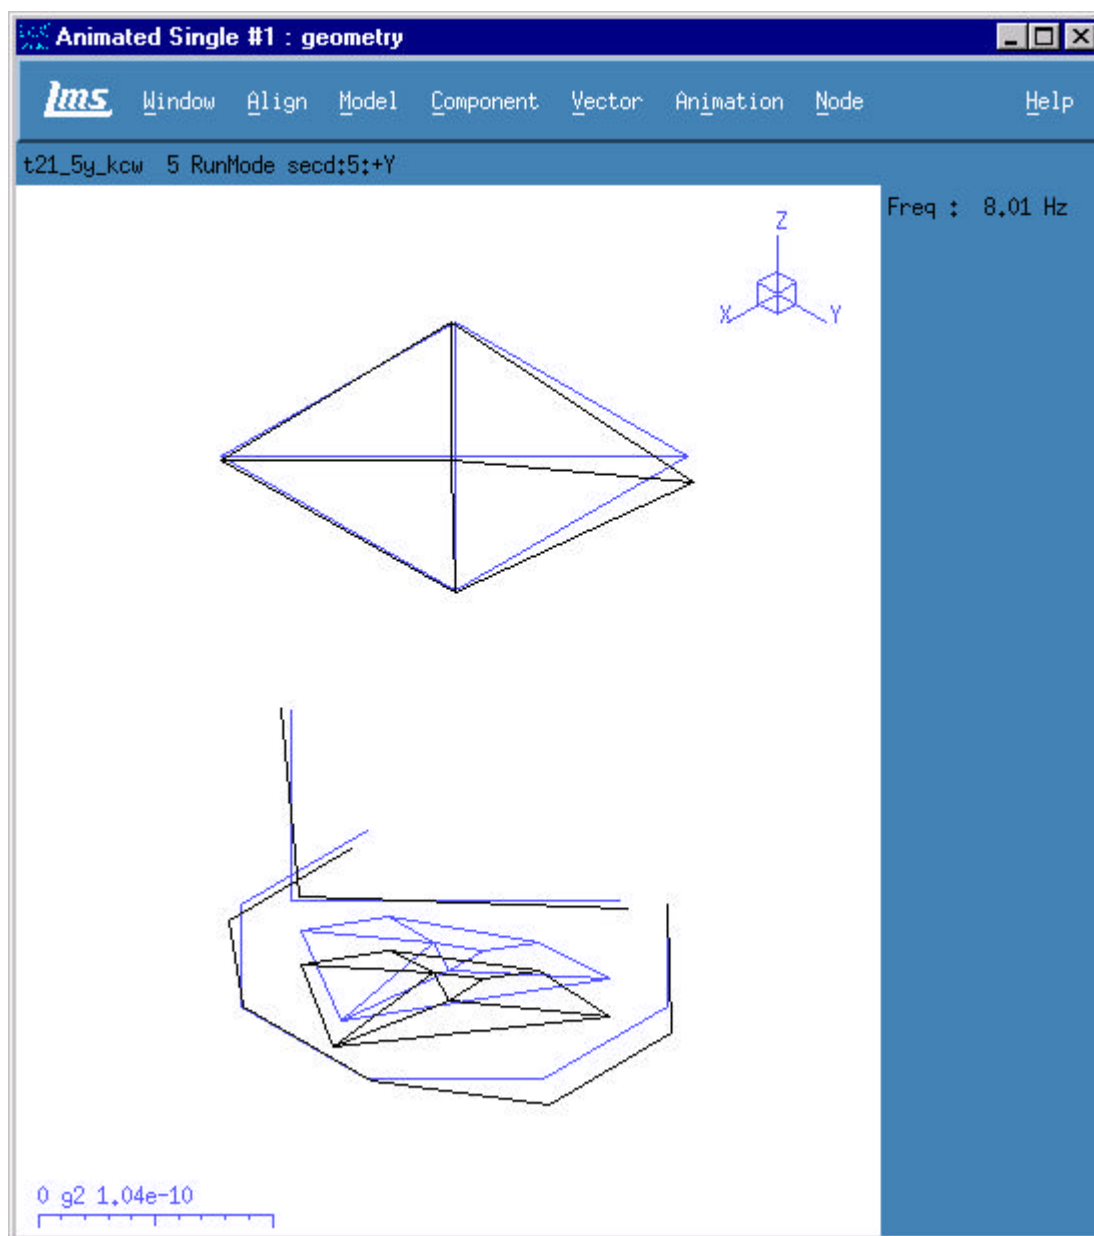 Animated Single #1 : geometry
lms Window Align Model Component Vector Animation Node Help
t21_5y_kcw 5 RunMode secd:5:+Y
Freq : 8.01 Hz
Z
X Y
0 g2 1.04e-10